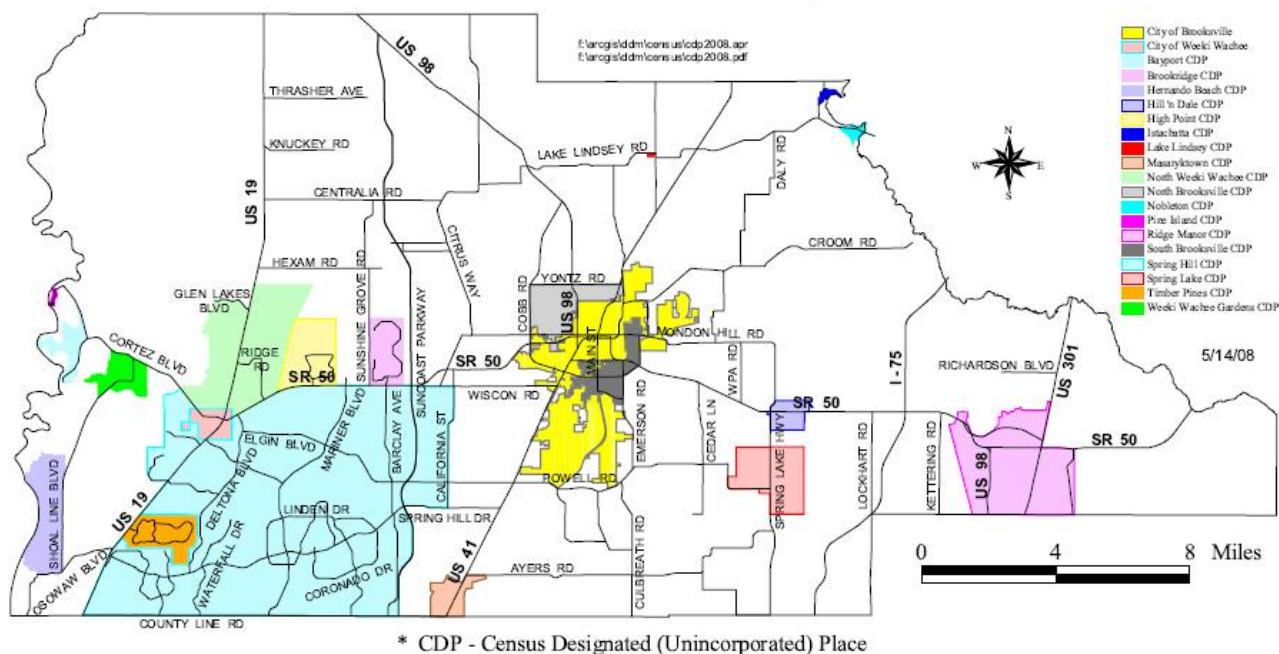 f:\arcgis\ddm\census\cdp2008.apr
f:\arcgis\ddm\census\cdp2008.pdf
US 98
THRASHER AVE
KNUCKEY RD
LAKE LINDSEY RD
DALY RD
CENTRALIA RD
US 19
CITRUS WAY
CROOM RD
HEXAM RD
SUNSHINE GROVE RD
SUNCOAST PARKWAY
GLEN LAKES
BLVD
COBB RD
YONTZ RD
US 98
MAIN ST
MONDON HILL RD
CORTEZ BLVD
RIDGE
RD
SR 50
SR 50
WISCON RD
WPA RD
I - 75
RICHARDSON BLVD
US 301
5/14/08
ELGIN BLVD
MARINER BLVD
BARCLAY AVE
CALIFORNIA ST
EMERSON RD
CEDAR LN
SR 50
SR 50
SHOAL LINE BLVD
US 19
DELTONA BLVD
POWELL RD
SPRING LAKE HWY
LOCKHART RD
KETTERING RD
US 98
LINDEN DR
SPRING HILL DR
OSOWAW BLVD
WATERFALL DR
CORONADO DR
US 41
AYERS RD
CULBREATH RD
COUNTY LINE RD
N
W
E
S
City of Brooksville
City of Weeki Wachee
Bayport CDP
Brookridge CDP
Hernando Beach CDP
Hill 'n Dale CDP
High Point CDP
Istachatta CDP
Lake Lindsey CDP
Masaryktown CDP
North Weeki Wachee CDP
North Brooksville CDP
Nobleton CDP
Pine Island CDP
Ridge Manor CDP
South Brooksville CDP
Spring Hill CDP
Spring Lake CDP
Timber Pines CDP
Weeki Wachee Gardens CDP
0 4 8 Miles
* CDP - Census Designated (Unincorporated) Place